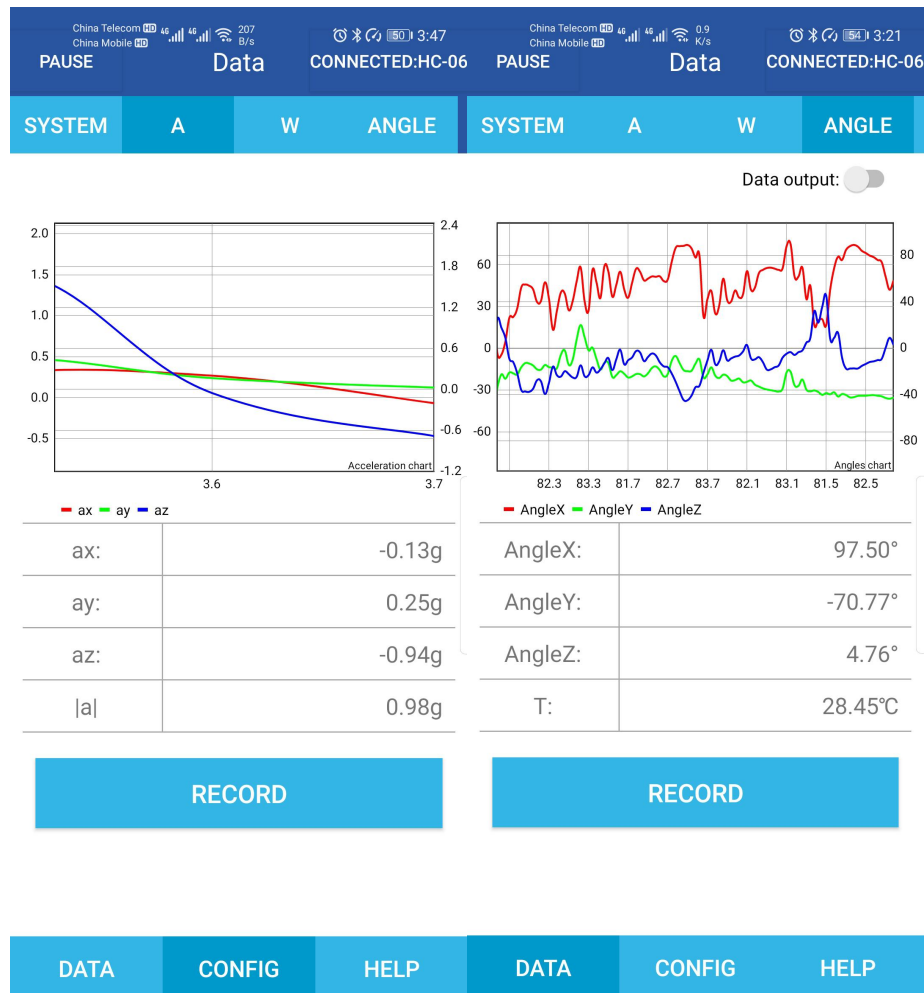 China Telecom HD 4G 4G 207 B/s 50 3:47
China Mobile HD
PAUSE Data CONNECTED:HC-06
SYSTEM A W ANGLE
2.0 2.4
1.5 1.8
1.0 1.2
0.5 0.6
0.0 0.0
-0.5 -0.6
Acceleration chart -1.2
3.6 3.7
ax ay az
ax: -0.13g
ay: 0.25g
az: -0.94g
|a| 0.98g
RECORD
DATA CONFIG HELP
China Telecom HD 4G 4G 0.9 K/s 54 3:21
China Mobile HD
PAUSE Data CONNECTED:HC-06
SYSTEM A W ANGLE
Data output:
60 80
30 40
0 0
-30 -40
-60 -80
Angles chart
82.3 83.3 81.7 82.7 83.7 82.1 83.1 81.5 82.5
AngleX AngleY AngleZ
AngleX: 97.50°
AngleY: -70.77°
AngleZ: 4.76°
T: 28.45℃
RECORD
DATA CONFIG HELP